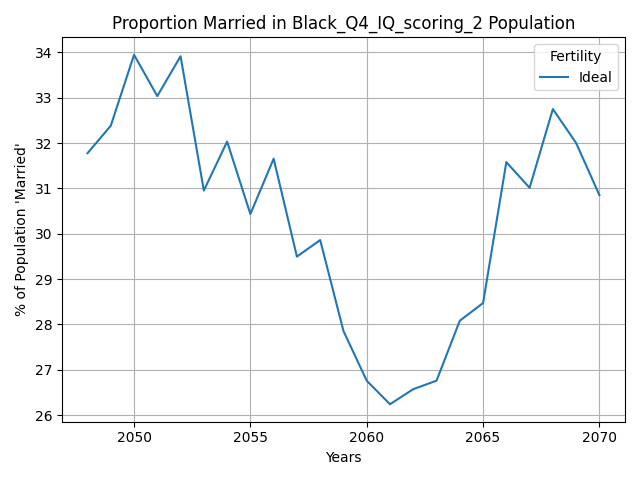 Proportion Married in Black_Q4_IQ_scoring_2 Population
Fertility
Ideal
% of Population 'Married'
34
33
32
31
30
29
28
27
26
2050
2055
2060
2065
2070
Years